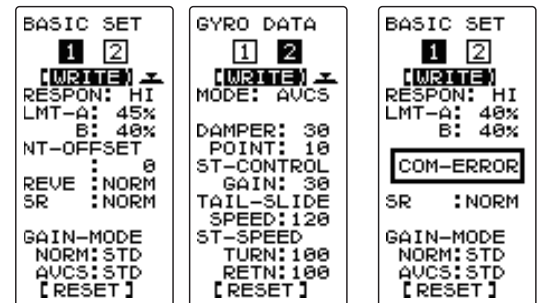 BASIC SET
1 2
[WRITE]
RESPON: HI
LMT-A: 45%
B: 40%
NT-OFFSET
: 0
REVE :NORM
SR :NORM
GAIN-MODE
NORM:STD
AVCS:STD
[RESET]
GYRO DATA
1 2
[WRITE]
MODE: AVCS
DAMPER: 30
POINT: 10
ST-CONTROL
GAIN: 30
TAIL-SLIDE
SPEED:120
ST-SPEED
TURN:100
RETN:100
[RESET]
BASIC SET
1 2
[WRITE]
RESPON: HI
LMT-A: 40%
B: 40%
COM-ERROR
SR :NORM
GAIN-MODE
NORM:STD
AVCS:STD
[RESET]